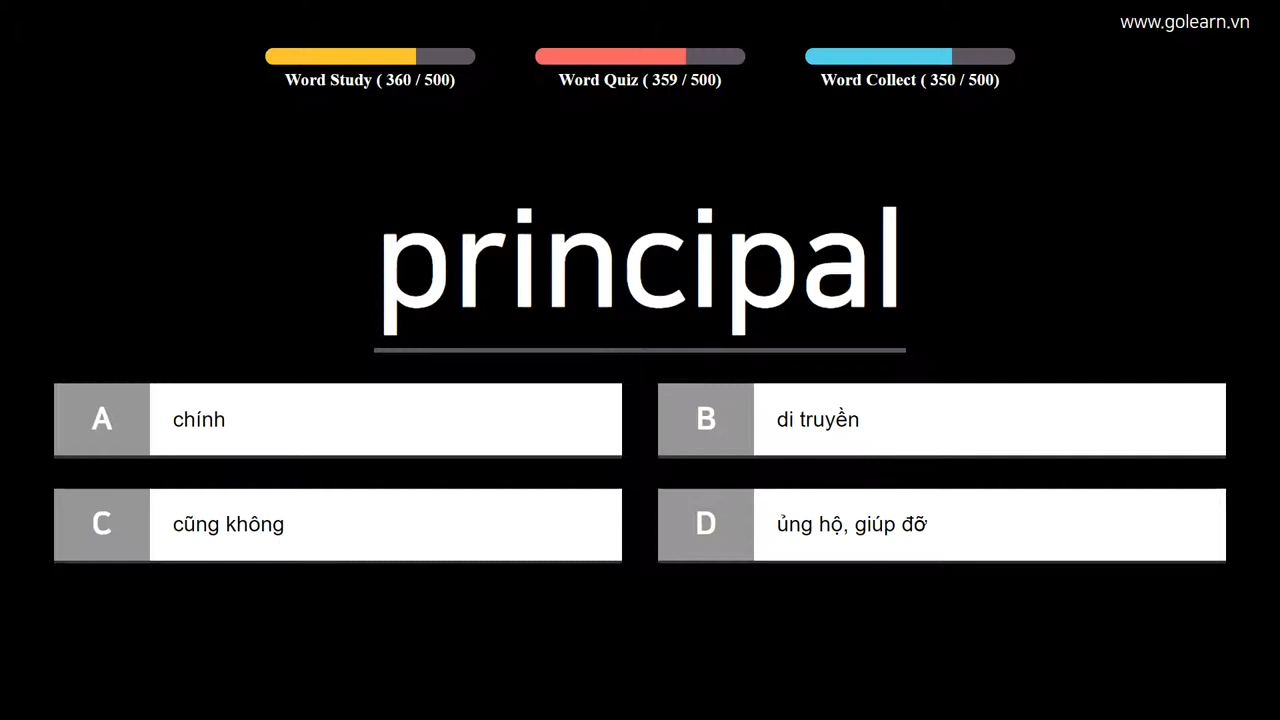 www.golearn.vn
Word Study ( 360 / 500)
Word Quiz ( 359 / 500)
Word Collect ( 350 / 500)
principal
A chính
B di truyền
C cũng không
D ủng hộ, giúp đỡ